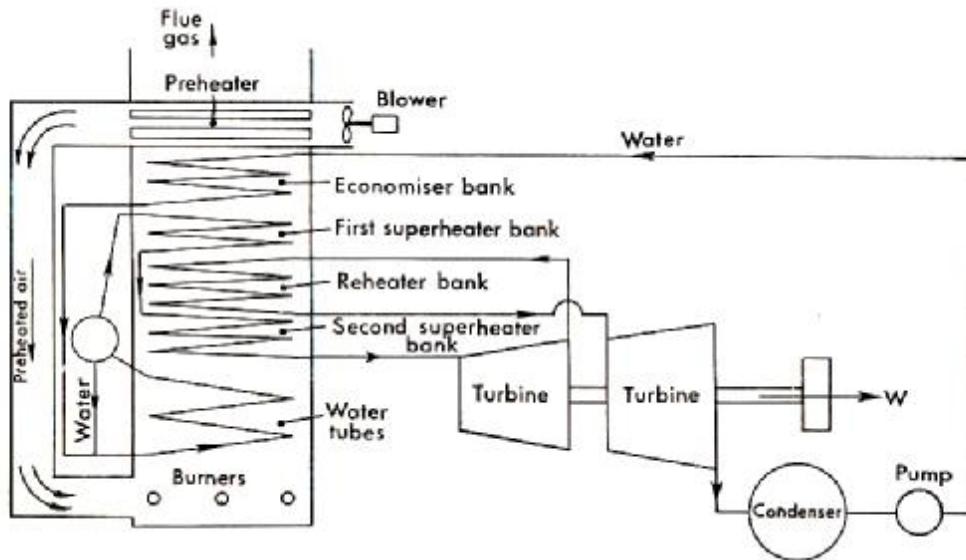 Flue
gas
Preheater
Blower
Water
Economiser bank
First superheater bank
Reheater bank
Second superheater
bank
Preheated air
Water
Turbine
Turbine
W
Water
tubes
Burners
Pump
Condenser